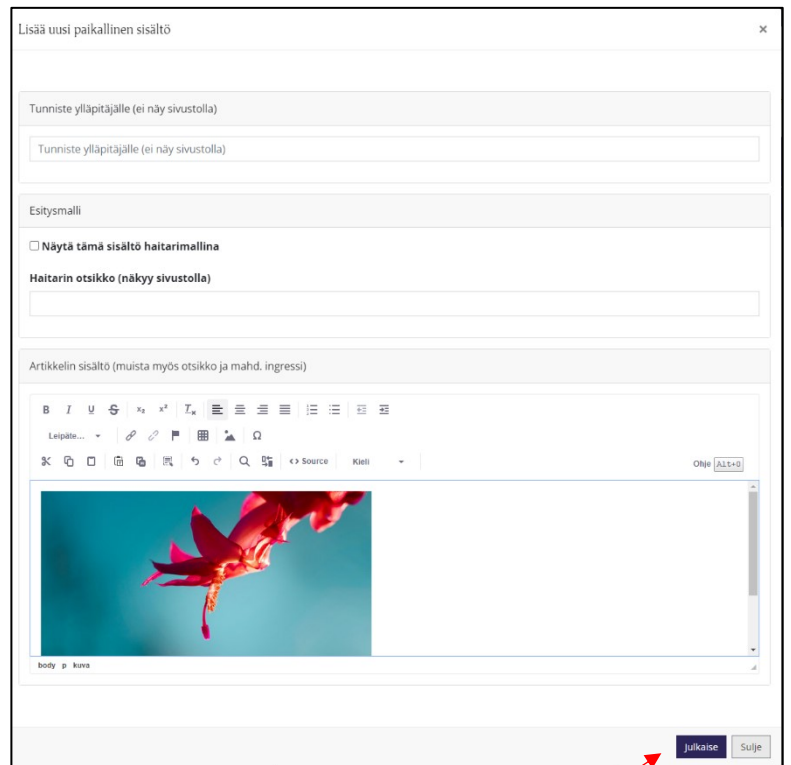 Lisää uusi paikallinen sisältö ×
Tunniste ylläpitäjälle (ei näy sivustolla)
Tunniste ylläpitäjälle (ei näy sivustolla)
Esitysmalli
Näytä tämä sisältö haitarimallina
Haitarin otsikko (näkyy sivustolla)
Artikkelin sisältö (muista myös otsikko ja mahd. ingressi)
B I U S x₂ x² Tx
Leipäte... Ω
Source Kieli Ohje Alt+0
body p kuva
Julkaise Sulje